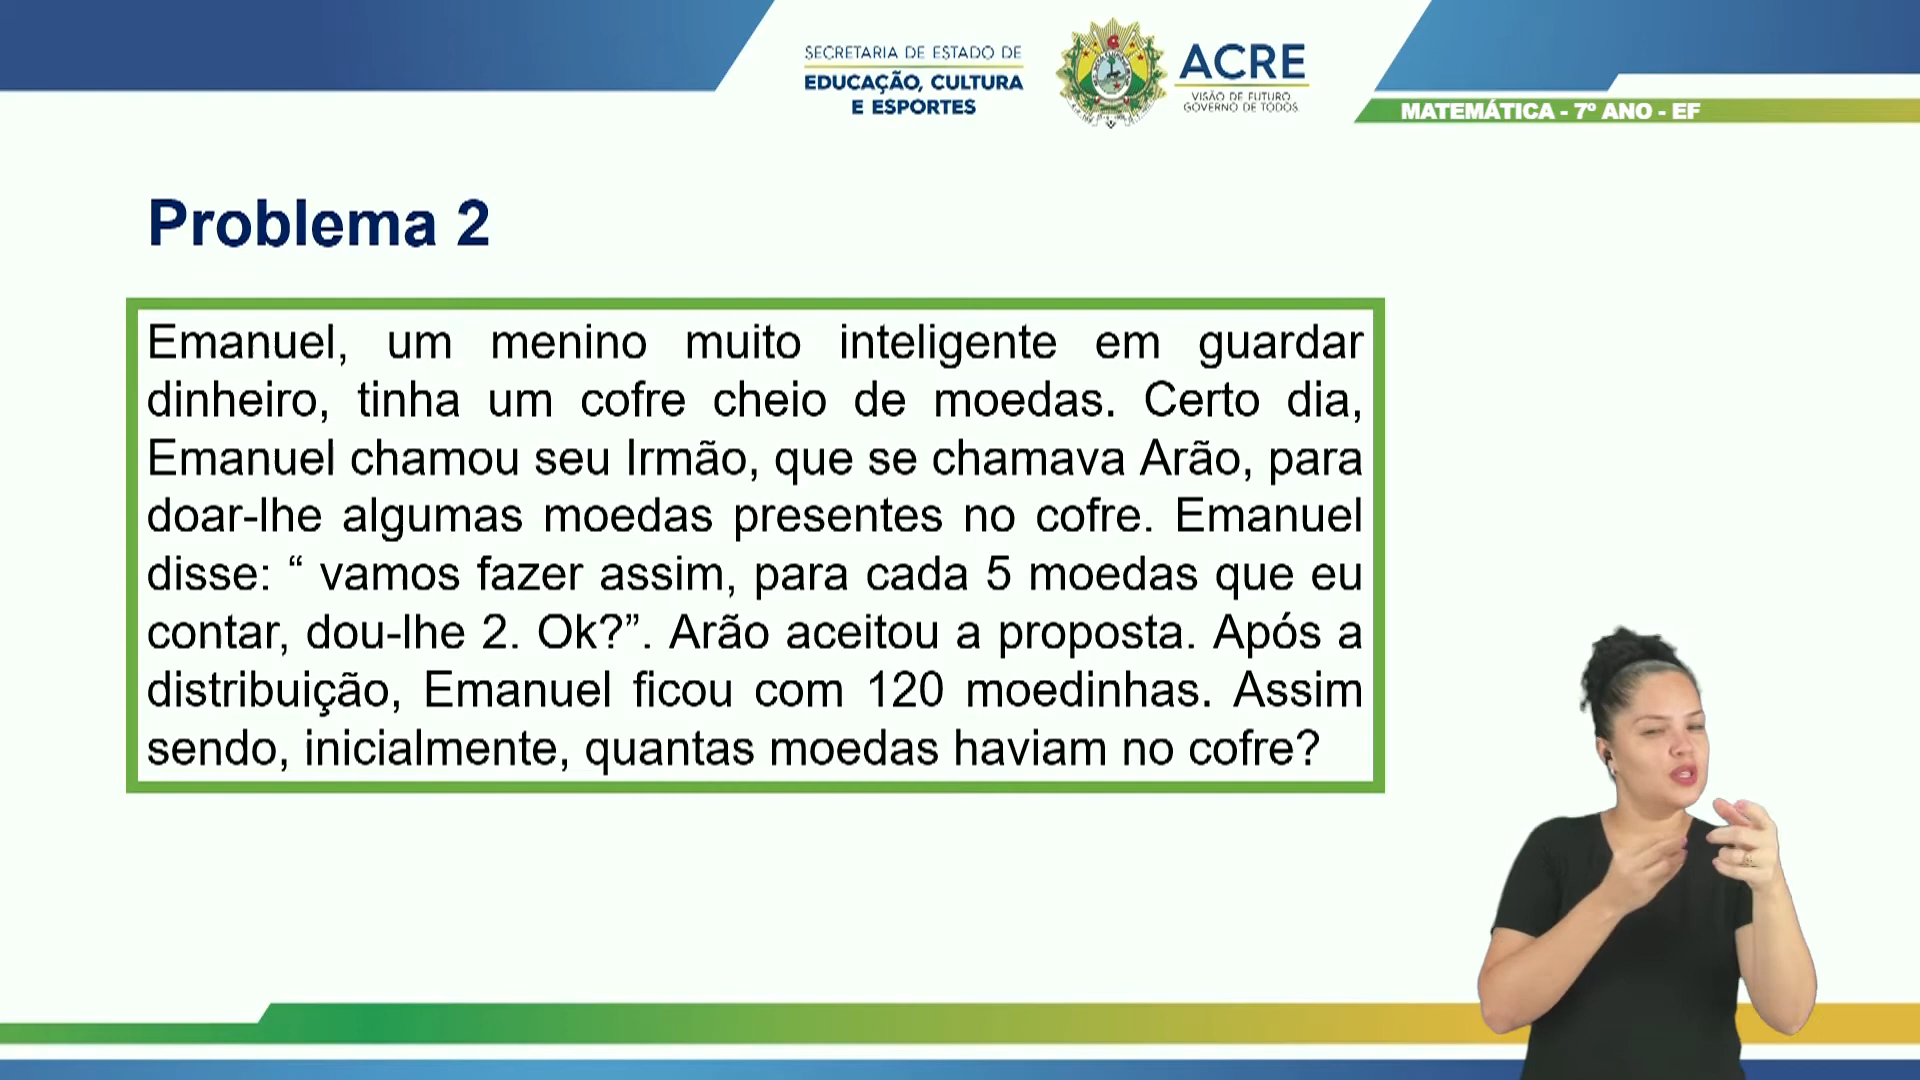 SECRETARIA DE ESTADO DE
EDUCAÇÃO, CULTURA
E ESPORTES
ACRE
VISÃO DE FUTURO
GOVERNO DE TODOS
MATEMÁTICA - 7º ANO - EF
Problema 2
Emanuel, um menino muito inteligente em guardar
dinheiro, tinha um cofre cheio de moedas. Certo dia,
Emanuel chamou seu Irmão, que se chamava Arão, para
doar-lhe algumas moedas presentes no cofre. Emanuel
disse: “ vamos fazer assim, para cada 5 moedas que eu
contar, dou-lhe 2. Ok?”. Arão aceitou a proposta. Após a
distribuição, Emanuel ficou com 120 moedinhas. Assim
sendo, inicialmente, quantas moedas haviam no cofre?